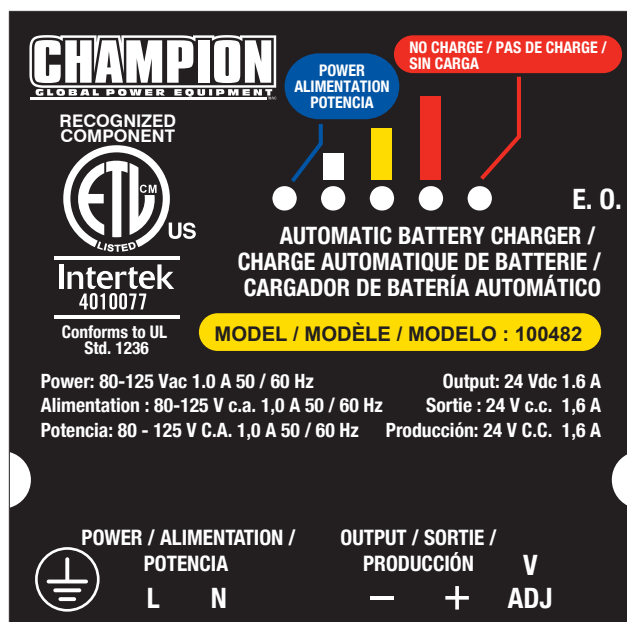 CHAMPION
GLOBAL POWER EQUIPMENT
RECOGNIZED
COMPONENT
ETL
CM
LISTED
US
Intertek
4010077
Conforms to UL
Std. 1236
POWER
ALIMENTATION
POTENCIA
NO CHARGE / PAS DE CHARGE /
SIN CARGA
E. O.
AUTOMATIC BATTERY CHARGER /
CHARGE AUTOMATIQUE DE BATTERIE /
CARGADOR DE BATERÍA AUTOMÁTICO
MODEL / MODÈLE / MODELO : 100482
Power: 80-125 Vac 1.0 A 50 / 60 Hz
Alimentation : 80-125 V c.a. 1,0 A 50 / 60 Hz
Potencia: 80 - 125 V C.A. 1,0 A 50 / 60 Hz
Output: 24 Vdc 1.6 A
Sortie : 24 V c.c. 1,6 A
Producción: 24 V C.C. 1,6 A
POWER / ALIMENTATION /
POTENCIA
L N
OUTPUT / SORTIE /
PRODUCCIÓN
− +
V
ADJ